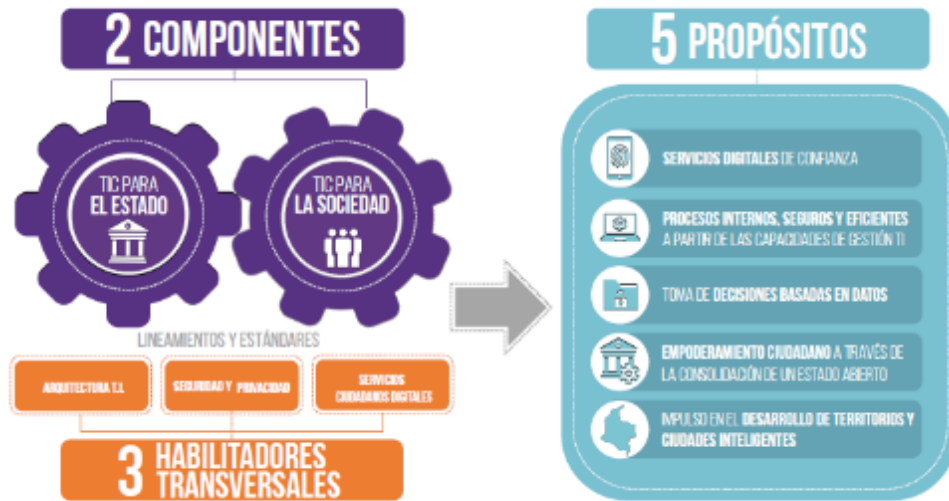 2 COMPONENTES
TIC PARA
EL ESTADO
TIC PARA
LA SOCIEDAD
LINEAMIENTOS Y ESTÁNDARES
ARQUITECTURA T.I.
SEGURIDAD Y PRIVACIDAD
SERVICIOS
CIUDADANOS DIGITALES
3 HABILITADORES
TRANSVERSALES
5 PROPÓSITOS
SERVICIOS DIGITALES DE CONFIANZA
PROCESOS INTERNOS, SEGUROS Y EFICIENTES
A PARTIR DE LAS CAPACIDADES DE GESTIÓN TI
TOMA DE DECISIONES BASADAS EN DATOS
EMPODERAMIENTO CIUDADANO A TRAVÉS DE
LA CONSOLIDACIÓN DE UN ESTADO ABIERTO
IMPULSO EN EL DESARROLLO DE TERRITORIOS Y
CIUDADES INTELIGENTES